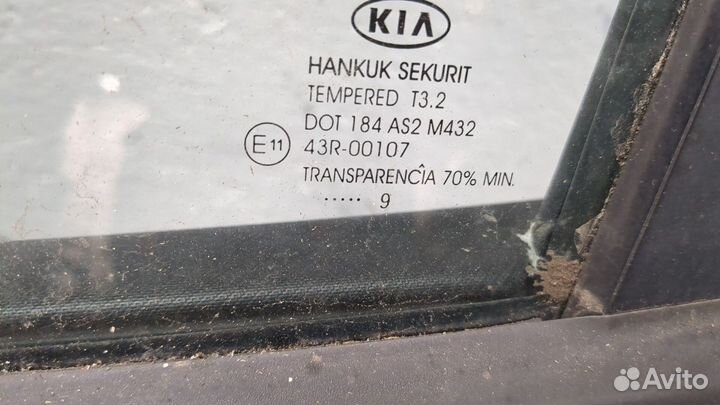 KIA
HANKUK SEKURIT
TEMPERED T3.2
DOT 184 AS2 M432
E11 43R-00107
TRANSPARENCÎA 70% MIN.
..... 9
Avito